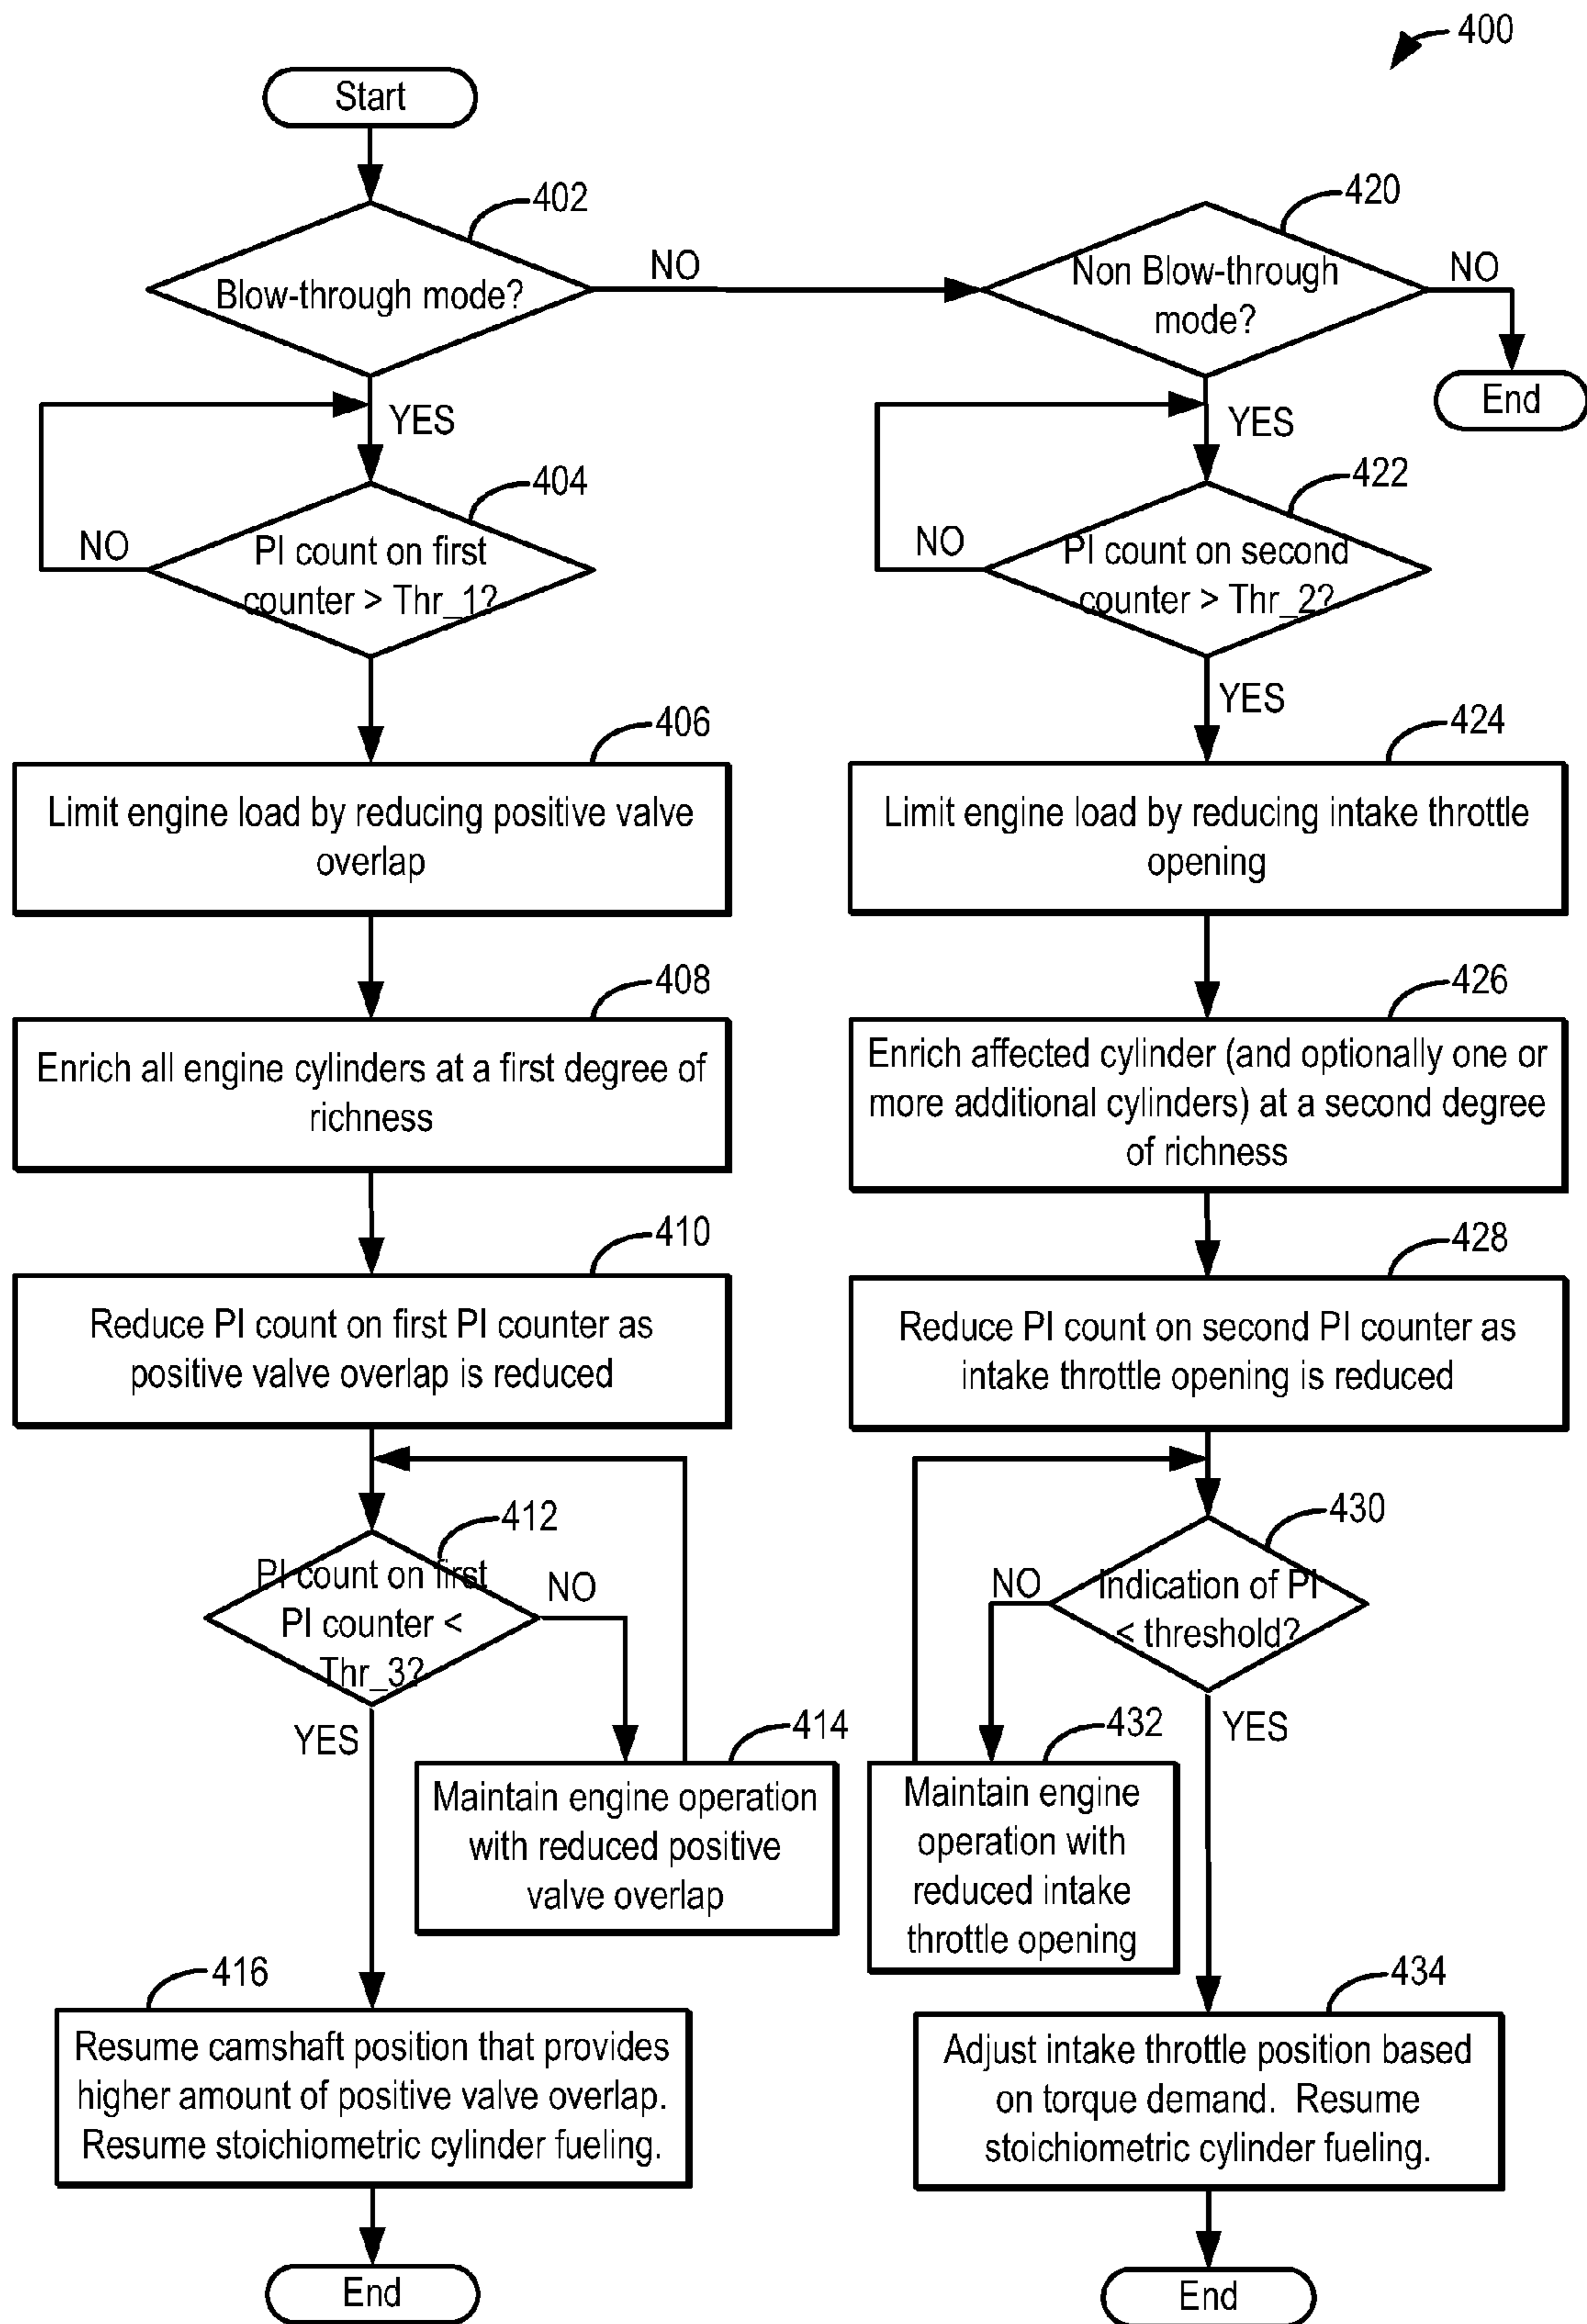 400
Start
402
Blow-through mode?
NO
420
Non Blow-through
mode?
NO
End
YES
404
PI count on first
counter > Thr_1?
NO
YES
422
PI count on second
counter > Thr_2?
NO
YES
406
Limit engine load by reducing positive valve
overlap
424
Limit engine load by reducing intake throttle
opening
408
Enrich all engine cylinders at a first degree of
richness
426
Enrich affected cylinder (and optionally one or
more additional cylinders) at a second degree
of richness
410
Reduce PI count on first PI counter as
positive valve overlap is reduced
428
Reduce PI count on second PI counter as
intake throttle opening is reduced
412
PI count on first
PI counter <
Thr_3?
NO
YES
414
Maintain engine operation
with reduced positive
valve overlap
430
Indication of PI
< threshold?
NO
YES
432
Maintain engine
operation with
reduced intake
throttle opening
416
Resume camshaft position that provides
higher amount of positive valve overlap.
Resume stoichiometric cylinder fueling.
434
Adjust intake throttle position based
on torque demand.  Resume
stoichiometric cylinder fueling.
End
End